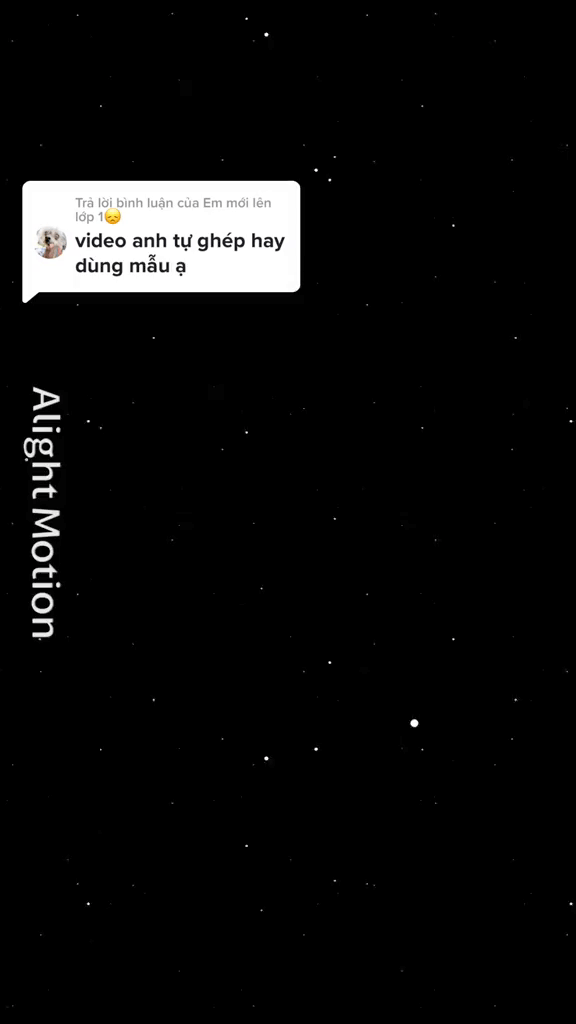 Trả lời bình luận của Em mới lên
lớp 1😞
video anh tự ghép hay
dùng mẫu ạ
Alight Motion